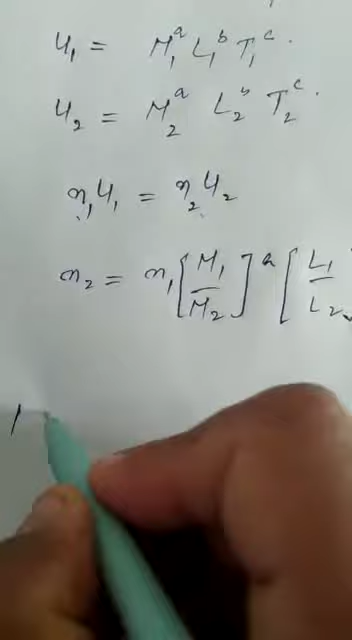 u₁ = M₁ᵃ L₁ᵇ T₁ᶜ.
u₂ = M₂ᵃ L₂ᵇ T₂ᶜ.
n₁u₁ = n₂u₂
n₂ = n₁ [M₁/M₂]ᵃ [L₁/L₂